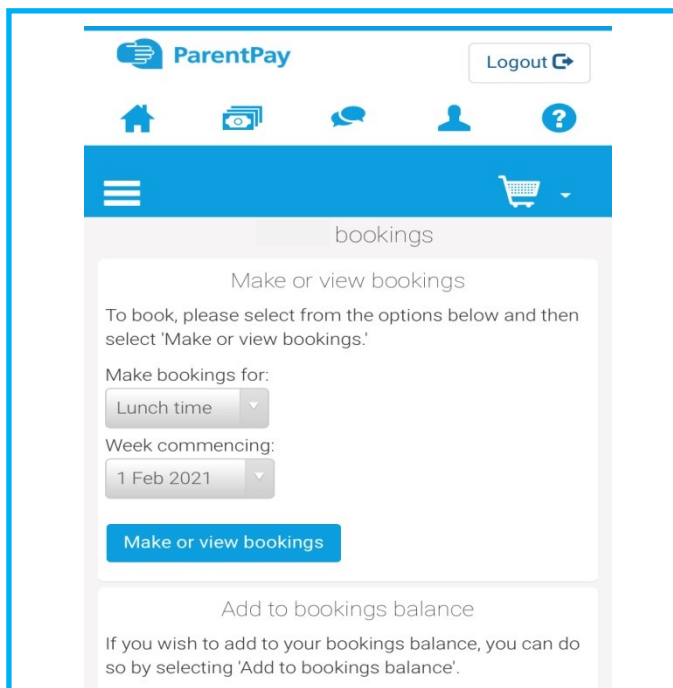 ParentPay
Logout
?
bookings
Make or view bookings
To book, please select from the options below and then
select 'Make or view bookings.'
Make bookings for:
Lunch time
Week commencing:
1 Feb 2021
Make or view bookings
Add to bookings balance
If you wish to add to your bookings balance, you can do
so by selecting 'Add to bookings balance'.